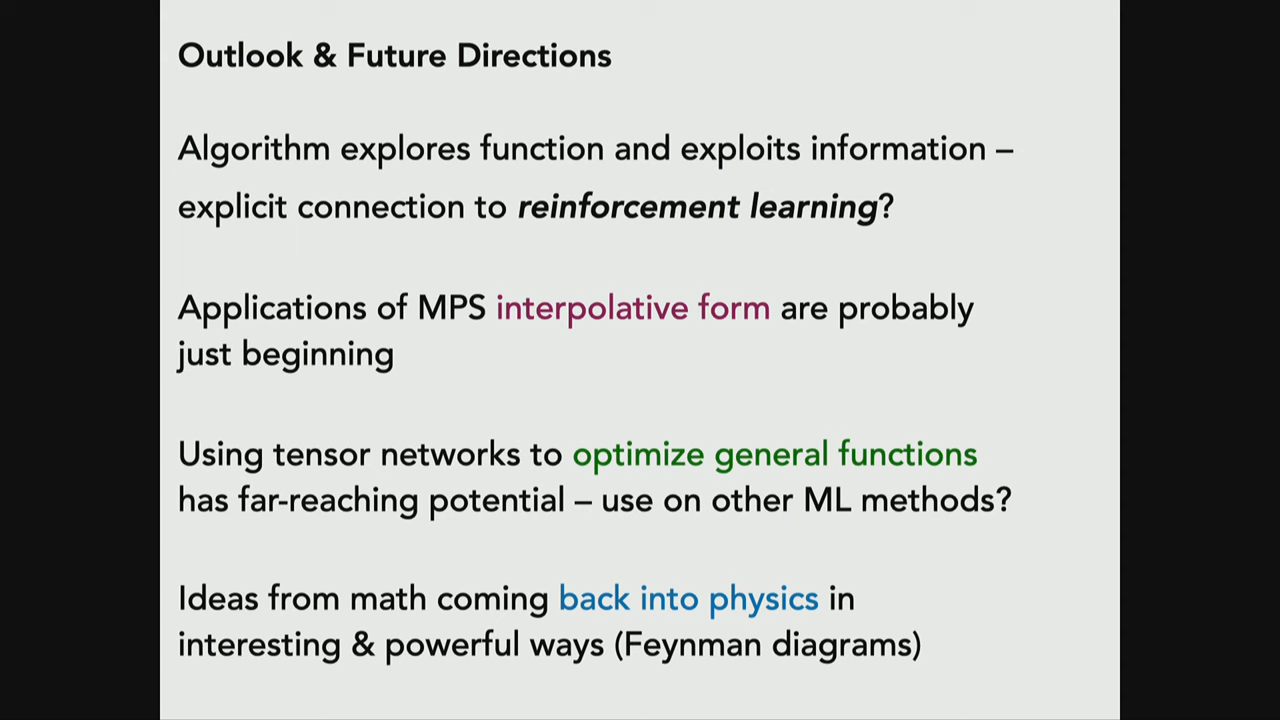 Outlook & Future Directions
Algorithm explores function and exploits information –
explicit connection to reinforcement learning?
Applications of MPS interpolative form are probably
just beginning
Using tensor networks to optimize general functions
has far-reaching potential – use on other ML methods?
Ideas from math coming back into physics in
interesting & powerful ways (Feynman diagrams)